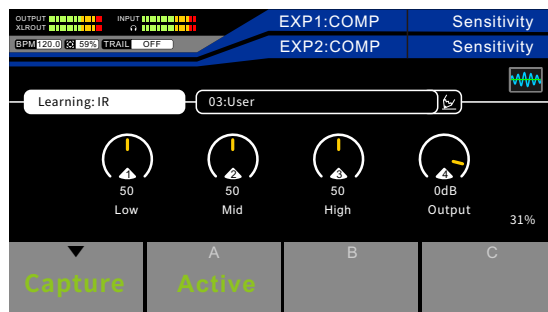 OUTPUT INPUT EXP1:COMP Sensitivity
XLROUT
BPM 120.0 59% TRAIL OFF EXP2:COMP Sensitivity
Learning: IR 03:User
1 2 3 4
50 50 50 0dB
Low Mid High Output
31%
A B C
Capture Active